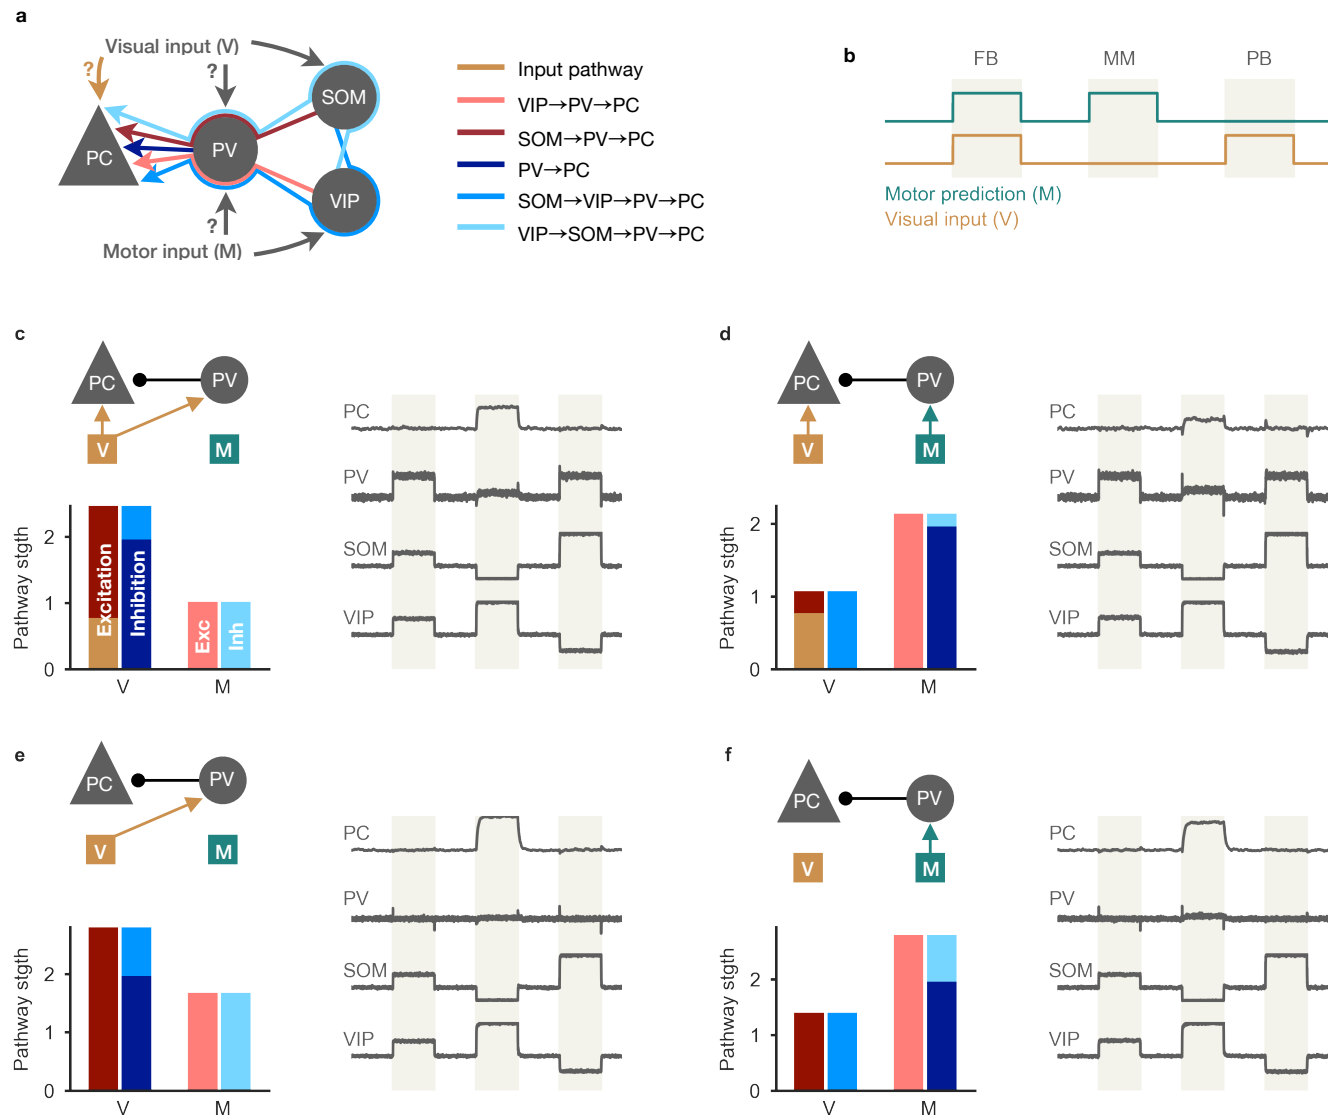 a
Visual input (V)
?
?
SOM
PC
PV
VIP
?
Motor input (M)
Input pathway
VIP→PV→PC
SOM→PV→PC
PV→PC
SOM→VIP→PV→PC
VIP→SOM→PV→PC
b
FB MM PB
Motor prediction (M)
Visual input (V)
c
PC PV
V M
Pathway stgth
2
1
0
Excitation
Inhibition
Exc
Inh
V M
PC
PV
SOM
VIP
d
PC PV
V M
Pathway stgth
2
1
0
V M
PC
PV
SOM
VIP
e
PC PV
V M
Pathway stgth
2
1
0
V M
PC
PV
SOM
VIP
f
PC PV
V M
Pathway stgth
2
1
0
V M
PC
PV
SOM
VIP